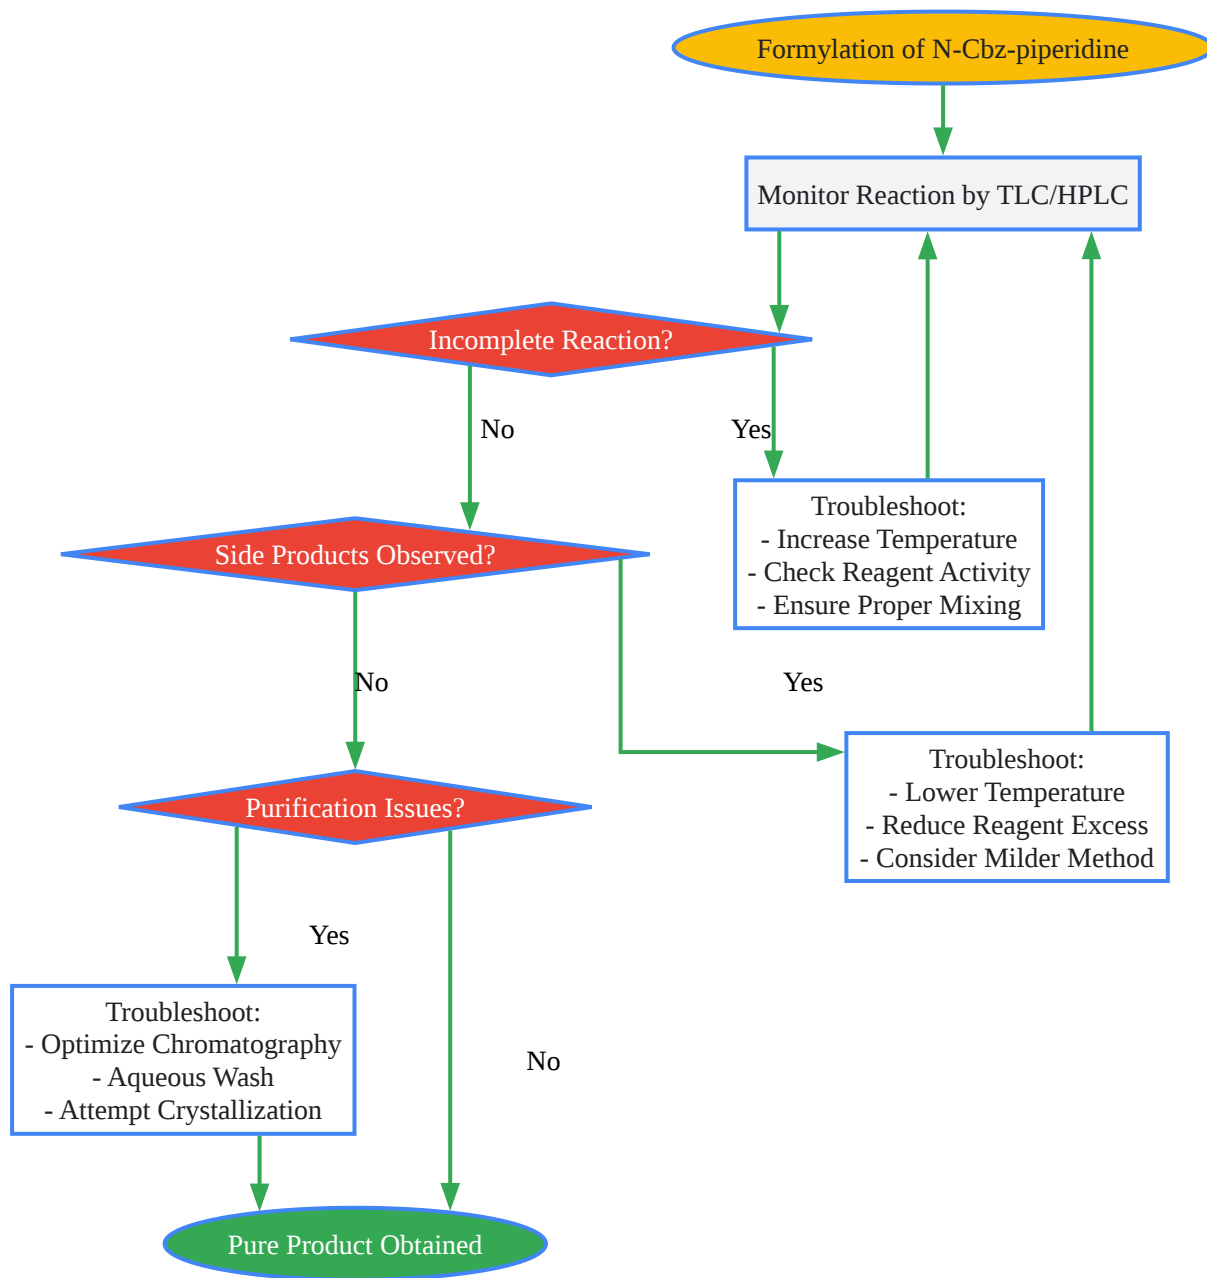 Formylation of N-Cbz-piperidine
Monitor Reaction by TLC/HPLC
Incomplete Reaction?
No
Yes
Troubleshoot:
- Increase Temperature
- Check Reagent Activity
- Ensure Proper Mixing
Side Products Observed?
No
Yes
Troubleshoot:
- Lower Temperature
- Reduce Reagent Excess
- Consider Milder Method
Purification Issues?
Yes
No
Troubleshoot:
- Optimize Chromatography
- Aqueous Wash
- Attempt Crystallization
Pure Product Obtained